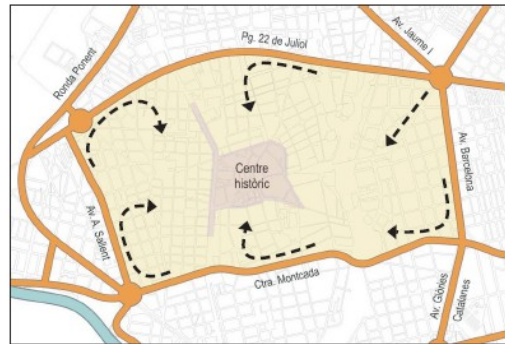 Av. Jaume I
Pg. 22 de Juliol
Ronda Ponent
Av. Barcelona
Centre
històric
Av. A. Sallent
Ctra. Montcada
Av. Glòries
Catalanes